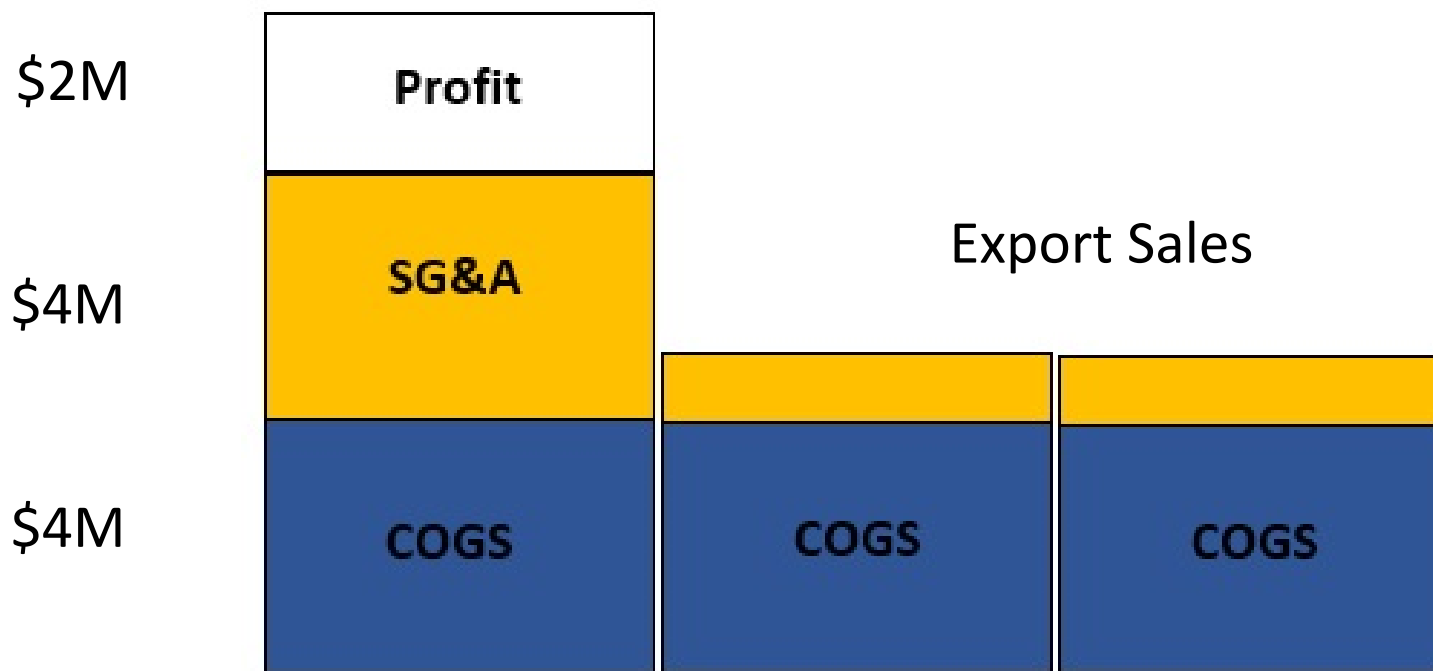 $2M
Profit
Export Sales
$4M
SG&A
$4M
COGS
COGS
COGS